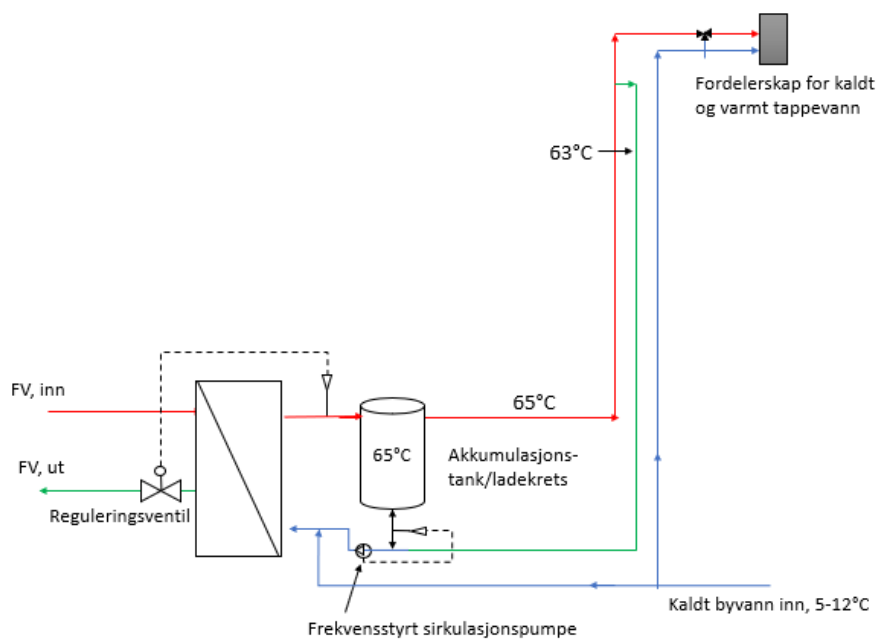 Fordelerskap for kaldt
og varmt tappevann
63°C
FV, inn
65°C
65°C
Akkumulasjons-
tank/ladekrets
FV, ut
Reguleringsventil
Kaldt byvann inn, 5-12°C
Frekvensstyrt sirkulasjonspumpe